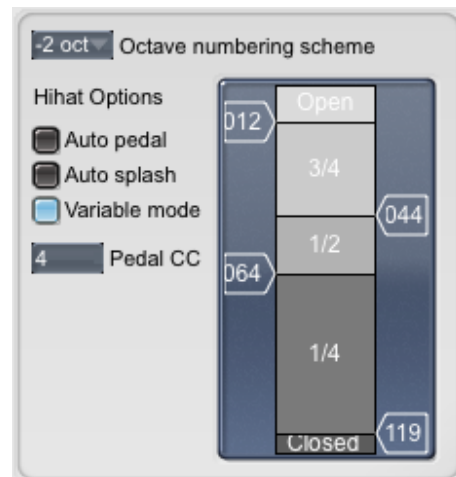 -2 oct Octave numbering scheme
Hihat Options
Auto pedal
Auto splash
Variable mode
4 Pedal CC
Open
012
3/4
044
1/2
064
1/4
119
Closed